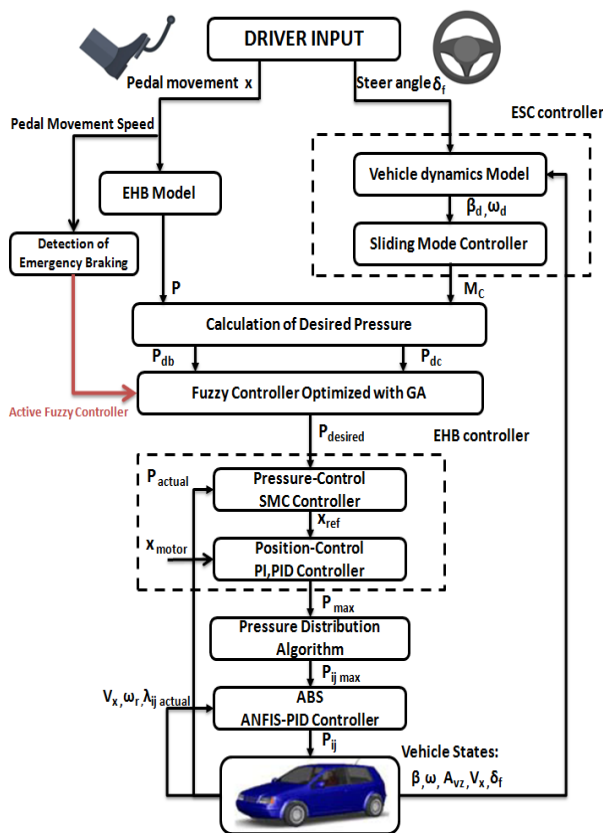 DRIVER INPUT
Pedal movement x
Steer angle δf
ESC controller
Pedal Movement Speed
Vehicle dynamics Model
EHB Model
βd,ωd
Detection of
Emergency Braking
Sliding Mode Controller
P
MC
Calculation of Desired Pressure
Pdb
Pdc
Fuzzy Controller Optimized with GA
Active Fuzzy Controller
Pdesired
EHB controller
Pactual
Pressure-Control
SMC Controller
xref
xmotor
Position-Control
PI,PID Controller
Pmax
Pressure Distribution
Algorithm
Pij max
Vx,ωr,λij actual
ABS
ANFIS-PID Controller
Pij
Vehicle States:
β,ω,Avz,Vx,δf